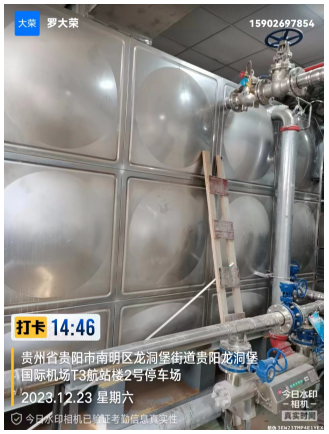 大荣 罗大荣 15902697854
打卡 14:46
贵州省贵阳市南明区龙洞堡街道贵阳龙洞堡
国际机场T3航站楼2号停车场
2023.12.23 星期六
今日水印相机已验证考勤信息真实性
今日水印
相机
真实时间